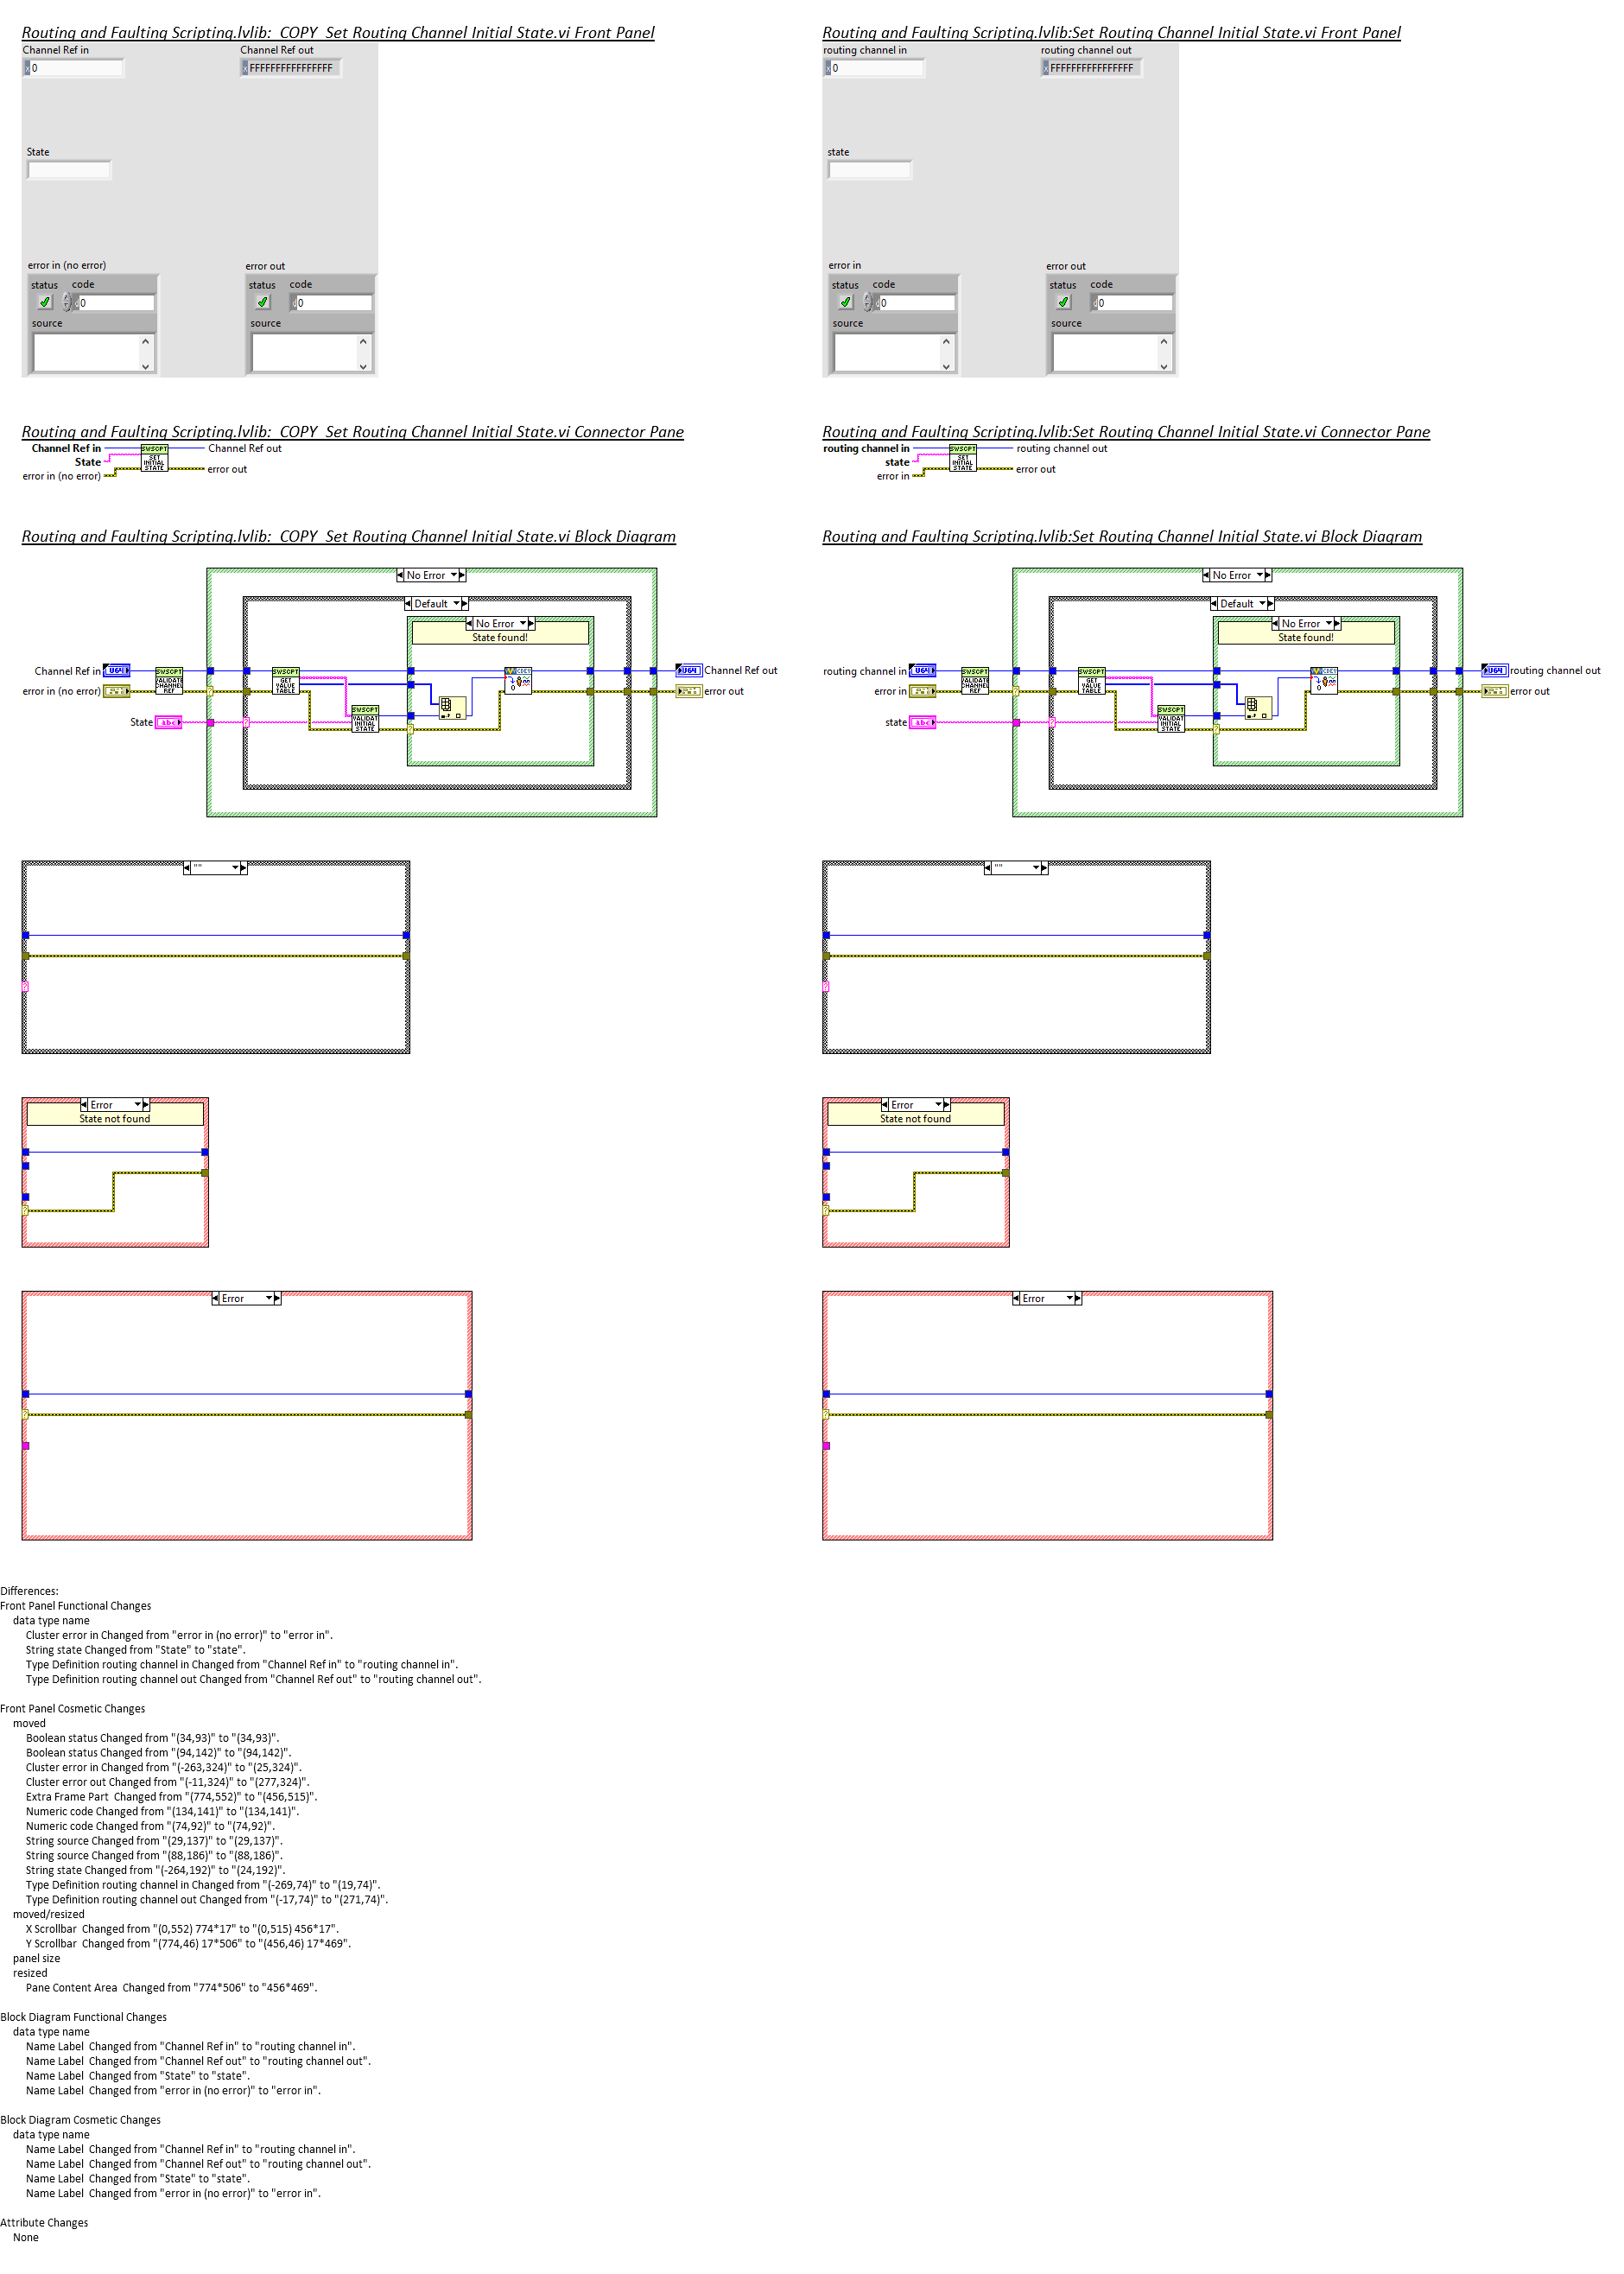 Routing and Faulting Scripting.lvlib:  COPY  Set Routing Channel Initial State.vi Front Panel
Channel Ref in
Channel Ref out
x 0
x FFFFFFFFFFFFFFFF
State
error in (no error)
status
code
d 0
source
error out
status
code
d 0
source
Routing and Faulting Scripting.lvlib:Set Routing Channel Initial State.vi Front Panel
routing channel in
routing channel out
x 0
x FFFFFFFFFFFFFFFF
state
error in
status
code
d 0
source
error out
status
code
d 0
source
Routing and Faulting Scripting.lvlib:  COPY  Set Routing Channel Initial State.vi Connector Pane
Channel Ref in
State
error in (no error)
SWSCPT
SET
INITIAL
STATE
Channel Ref out
error out
Routing and Faulting Scripting.lvlib:Set Routing Channel Initial State.vi Connector Pane
routing channel in
state
error in
SWSCPT
SET
INITIAL
STATE
routing channel out
error out
Routing and Faulting Scripting.lvlib:  COPY  Set Routing Channel Initial State.vi Block Diagram
No Error
Default
No Error
State found!
Channel Ref in
U64
error in (no error)
State
abc
SWSCPT
VALIDATE
CHANNEL
REF
SWSCPT
GET
VALUE
TABLE
SWSCPT
VALIDAT
INITIAL
STATE
U64
Channel Ref out
error out
Routing and Faulting Scripting.lvlib:Set Routing Channel Initial State.vi Block Diagram
No Error
Default
No Error
State found!
routing channel in
U64
error in
state
abc
SWSCPT
VALIDATE
CHANNEL
REF
SWSCPT
GET
VALUE
TABLE
SWSCPT
VALIDAT
INITIAL
STATE
U64
routing channel out
error out
""
""
Error
State not found
Error
State not found
Error
Error
Differences:
Front Panel Functional Changes
data type name
Cluster error in Changed from "error in (no error)" to "error in".
String state Changed from "State" to "state".
Type Definition routing channel in Changed from "Channel Ref in" to "routing channel in".
Type Definition routing channel out Changed from "Channel Ref out" to "routing channel out".
Front Panel Cosmetic Changes
moved
Boolean status Changed from "(34,93)" to "(34,93)".
Boolean status Changed from "(94,142)" to "(94,142)".
Cluster error in Changed from "(-263,324)" to "(25,324)".
Cluster error out Changed from "(-11,324)" to "(277,324)".
Extra Frame Part  Changed from "(774,552)" to "(456,515)".
Numeric code Changed from "(134,141)" to "(134,141)".
Numeric code Changed from "(74,92)" to "(74,92)".
String source Changed from "(29,137)" to "(29,137)".
String source Changed from "(88,186)" to "(88,186)".
String state Changed from "(-264,192)" to "(24,192)".
Type Definition routing channel in Changed from "(-269,74)" to "(19,74)".
Type Definition routing channel out Changed from "(-17,74)" to "(271,74)".
moved/resized
X Scrollbar  Changed from "(0,552) 774*17" to "(0,515) 456*17".
Y Scrollbar  Changed from "(774,46) 17*506" to "(456,46) 17*469".
panel size
resized
Pane Content Area  Changed from "774*506" to "456*469".
Block Diagram Functional Changes
data type name
Name Label  Changed from "Channel Ref in" to "routing channel in".
Name Label  Changed from "Channel Ref out" to "routing channel out".
Name Label  Changed from "State" to "state".
Name Label  Changed from "error in (no error)" to "error in".
Block Diagram Cosmetic Changes
data type name
Name Label  Changed from "Channel Ref in" to "routing channel in".
Name Label  Changed from "Channel Ref out" to "routing channel out".
Name Label  Changed from "State" to "state".
Name Label  Changed from "error in (no error)" to "error in".
Attribute Changes
None